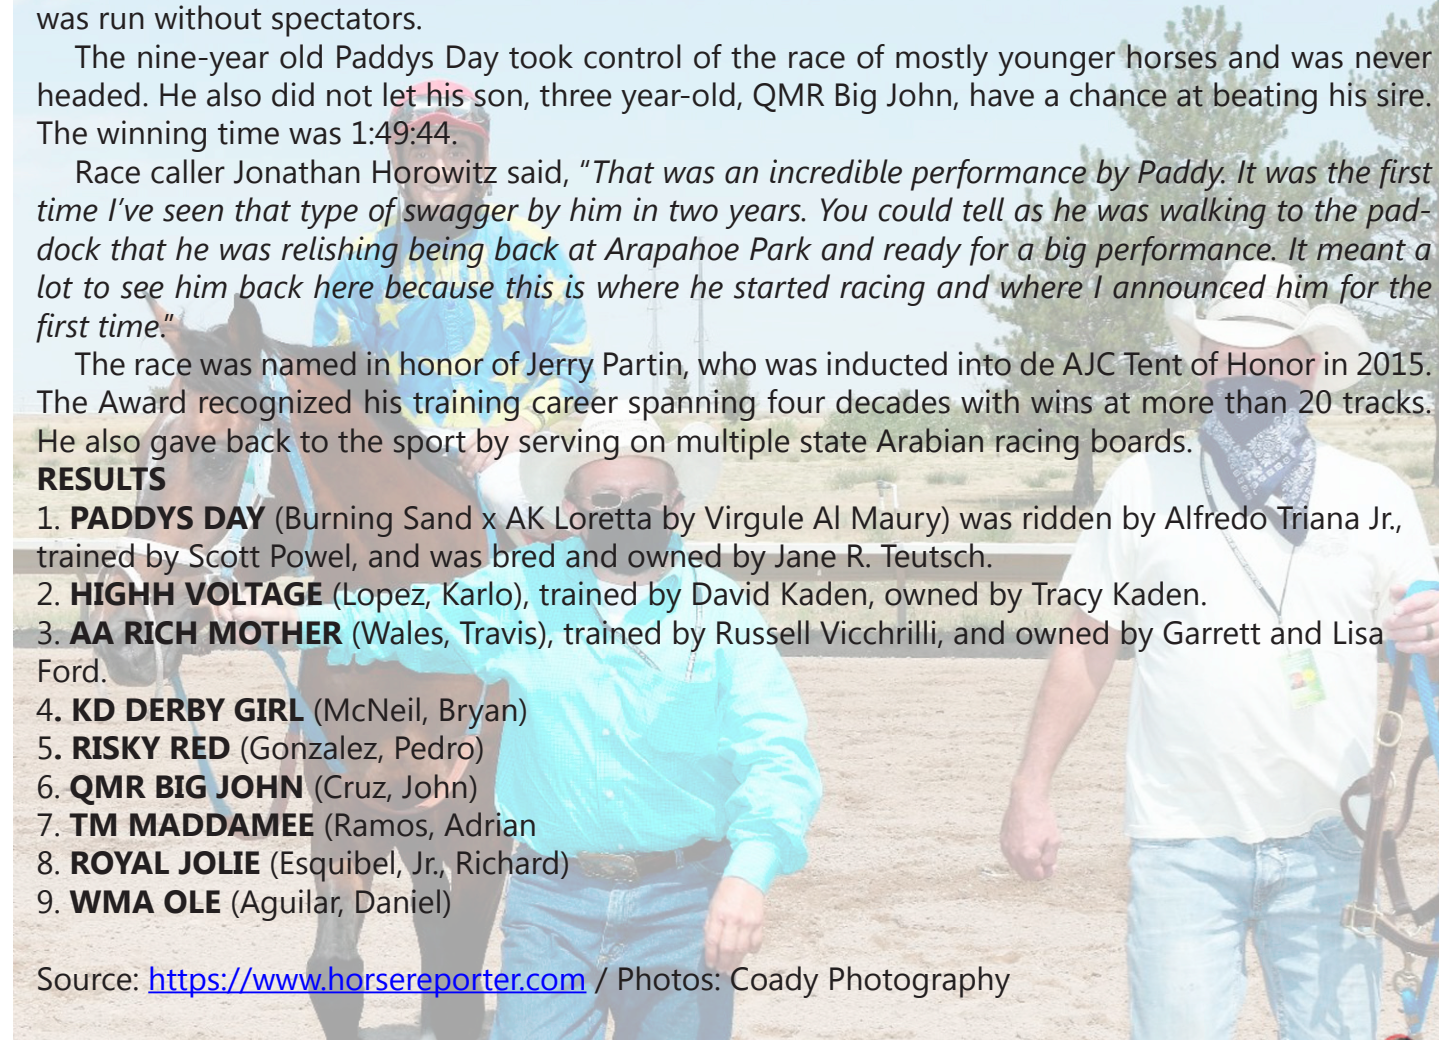 was run without spectators.
The nine-year old Paddys Day took control of the race of mostly younger horses and was never
headed. He also did not let his son, three year-old, QMR Big John, have a chance at beating his sire.
The winning time was 1:49:44.
Race caller Jonathan Horowitz said, “That was an incredible performance by Paddy. It was the first
time I’ve seen that type of swagger by him in two years. You could tell as he was walking to the pad-
dock that he was relishing being back at Arapahoe Park and ready for a big performance. It meant a
lot to see him back here because this is where he started racing and where I announced him for the
first time.”
The race was named in honor of Jerry Partin, who was inducted into de AJC Tent of Honor in 2015.
The Award recognized his training career spanning four decades with wins at more than 20 tracks.
He also gave back to the sport by serving on multiple state Arabian racing boards.
RESULTS
1. PADDYS DAY (Burning Sand x AK Loretta by Virgule Al Maury) was ridden by Alfredo Triana Jr.,
trained by Scott Powel, and was bred and owned by Jane R. Teutsch.
2. HIGHH VOLTAGE (Lopez, Karlo), trained by David Kaden, owned by Tracy Kaden.
3. AA RICH MOTHER (Wales, Travis), trained by Russell Vicchrilli, and owned by Garrett and Lisa
Ford.
4. KD DERBY GIRL (McNeil, Bryan)
5. RISKY RED (Gonzalez, Pedro)
6. QMR BIG JOHN (Cruz, John)
7. TM MADDAMEE (Ramos, Adrian
8. ROYAL JOLIE (Esquibel, Jr., Richard)
9. WMA OLE (Aguilar, Daniel)
Source: https://www.horsereporter.com / Photos: Coady Photography